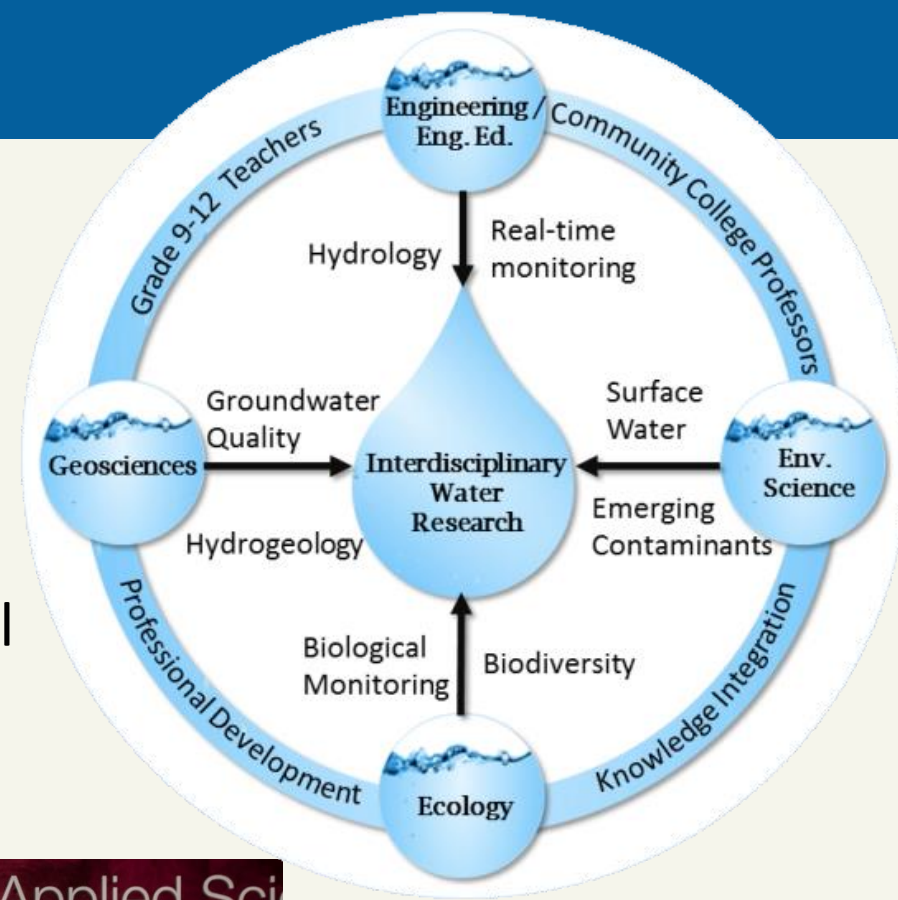 Engineering /
Eng. Ed.
Grade 9-12 Teachers
Community College Professors
Hydrology
Real-time
monitoring
Groundwater
Quality
Surface
Water
Geosciences
Interdisciplinary
Water
Research
Env.
Science
Hydrogeology
Emerging
Contaminants
Professional Development
Knowledge Integration
Biological
Monitoring
Biodiversity
Ecology
Applied